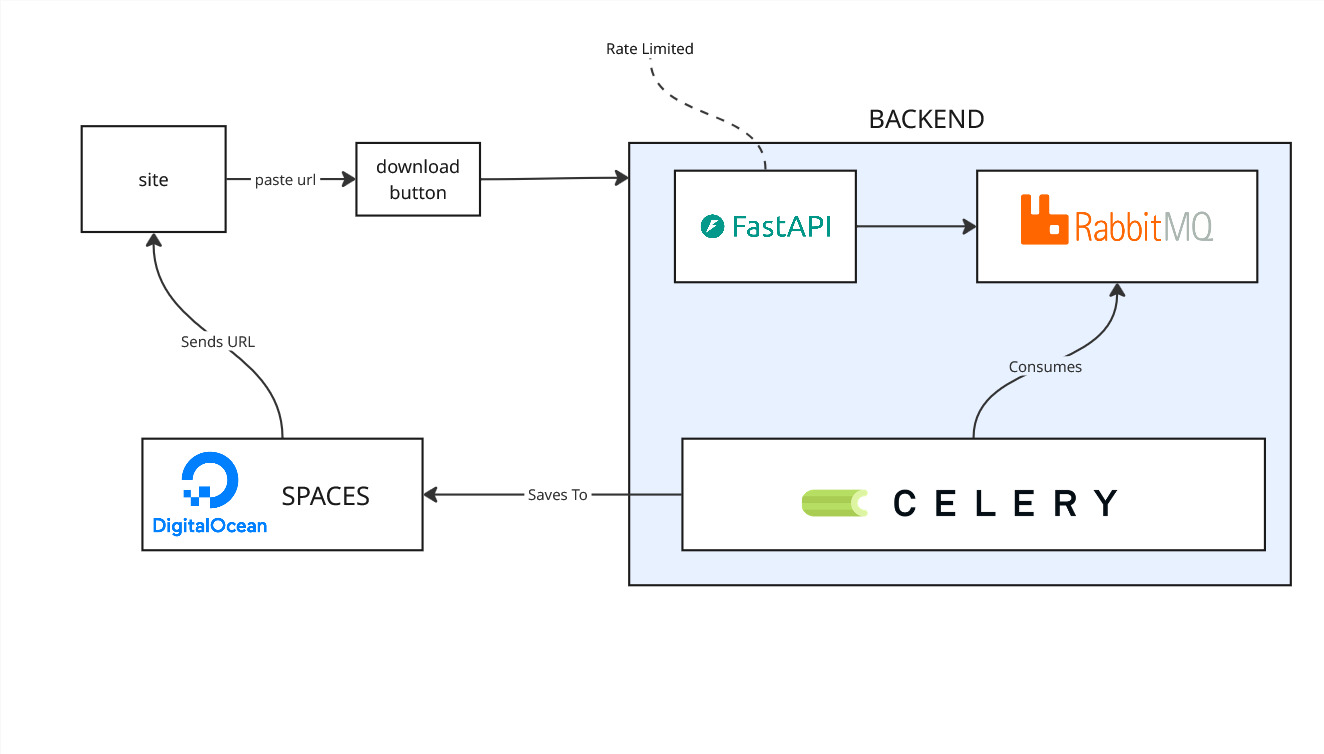 Rate Limited
BACKEND
site
paste url
download
button
FastAPI
RabbitMQ
Sends URL
Consumes
DigitalOcean
SPACES
Saves To
CELERY